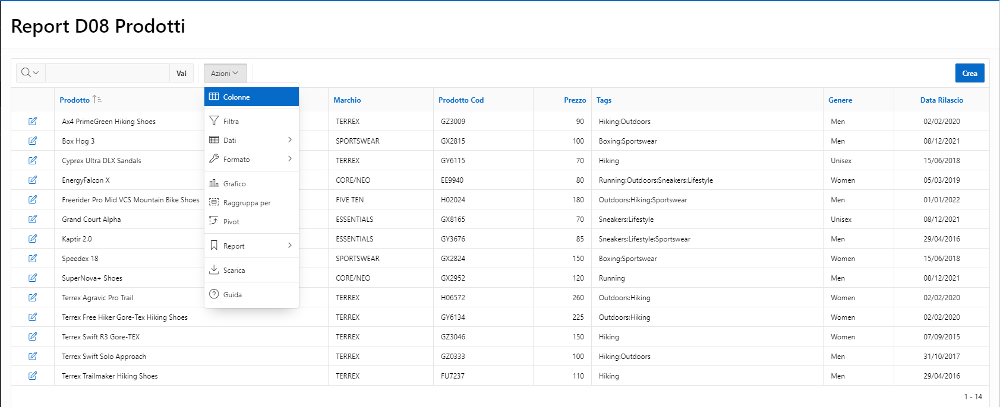 Report D08 Prodotti
Vai
Azioni
Crea
Colonne
Filtra
Dati
Formato
Grafico
Raggruppa per
Pivot
Report
Scarica
Guida
Prodotto Marchio Prodotto Cod Prezzo Tags Genere Data Rilascio
Ax4 PrimeGreen Hiking Shoes TERREX GZ3009 90 Hiking:Outdoors Men 02/02/2020
Box Hog 3 SPORTSWEAR GX2815 100 Boxing:Sportswear Men 08/12/2021
Cyprex Ultra DLX Sandals TERREX GY6115 70 Hiking Unisex 15/06/2018
EnergyFalcon X CORE/NEO EE9940 80 Running:Outdoors:Sneakers:Lifestyle Women 05/03/2019
Freerider Pro Mid VCS Mountain Bike Shoes FIVE TEN H02024 180 Outdoors:Hiking:Sportswear Men 01/01/2022
Grand Court Alpha ESSENTIALS GX8165 70 Sneakers:Lifestyle Unisex 08/12/2021
Kaptir 2.0 ESSENTIALS GY3676 85 Sneakers:Lifestyle:Sportswear Men 29/04/2016
Speedex 18 SPORTSWEAR GX2824 150 Boxing:Sportswear Women 15/06/2018
SuperNova+ Shoes CORE/NEO GX2952 120 Running Men 08/12/2021
Terrex Agravic Pro Trail TERREX H06572 260 Outdoors:Hiking Women 02/02/2020
Terrex Free Hiker Gore-Tex Hiking Shoes TERREX GY6134 225 Outdoors:Hiking Women 02/02/2020
Terrex Swift R3 Gore-TEX TERREX GZ3046 150 Hiking Women 07/09/2015
Terrex Swift Solo Approach TERREX GZ0333 100 Hiking:Outdoors Men 31/10/2017
Terrex Trailmaker Hiking Shoes TERREX FU7237 110 Hiking Men 29/04/2016
1 - 14